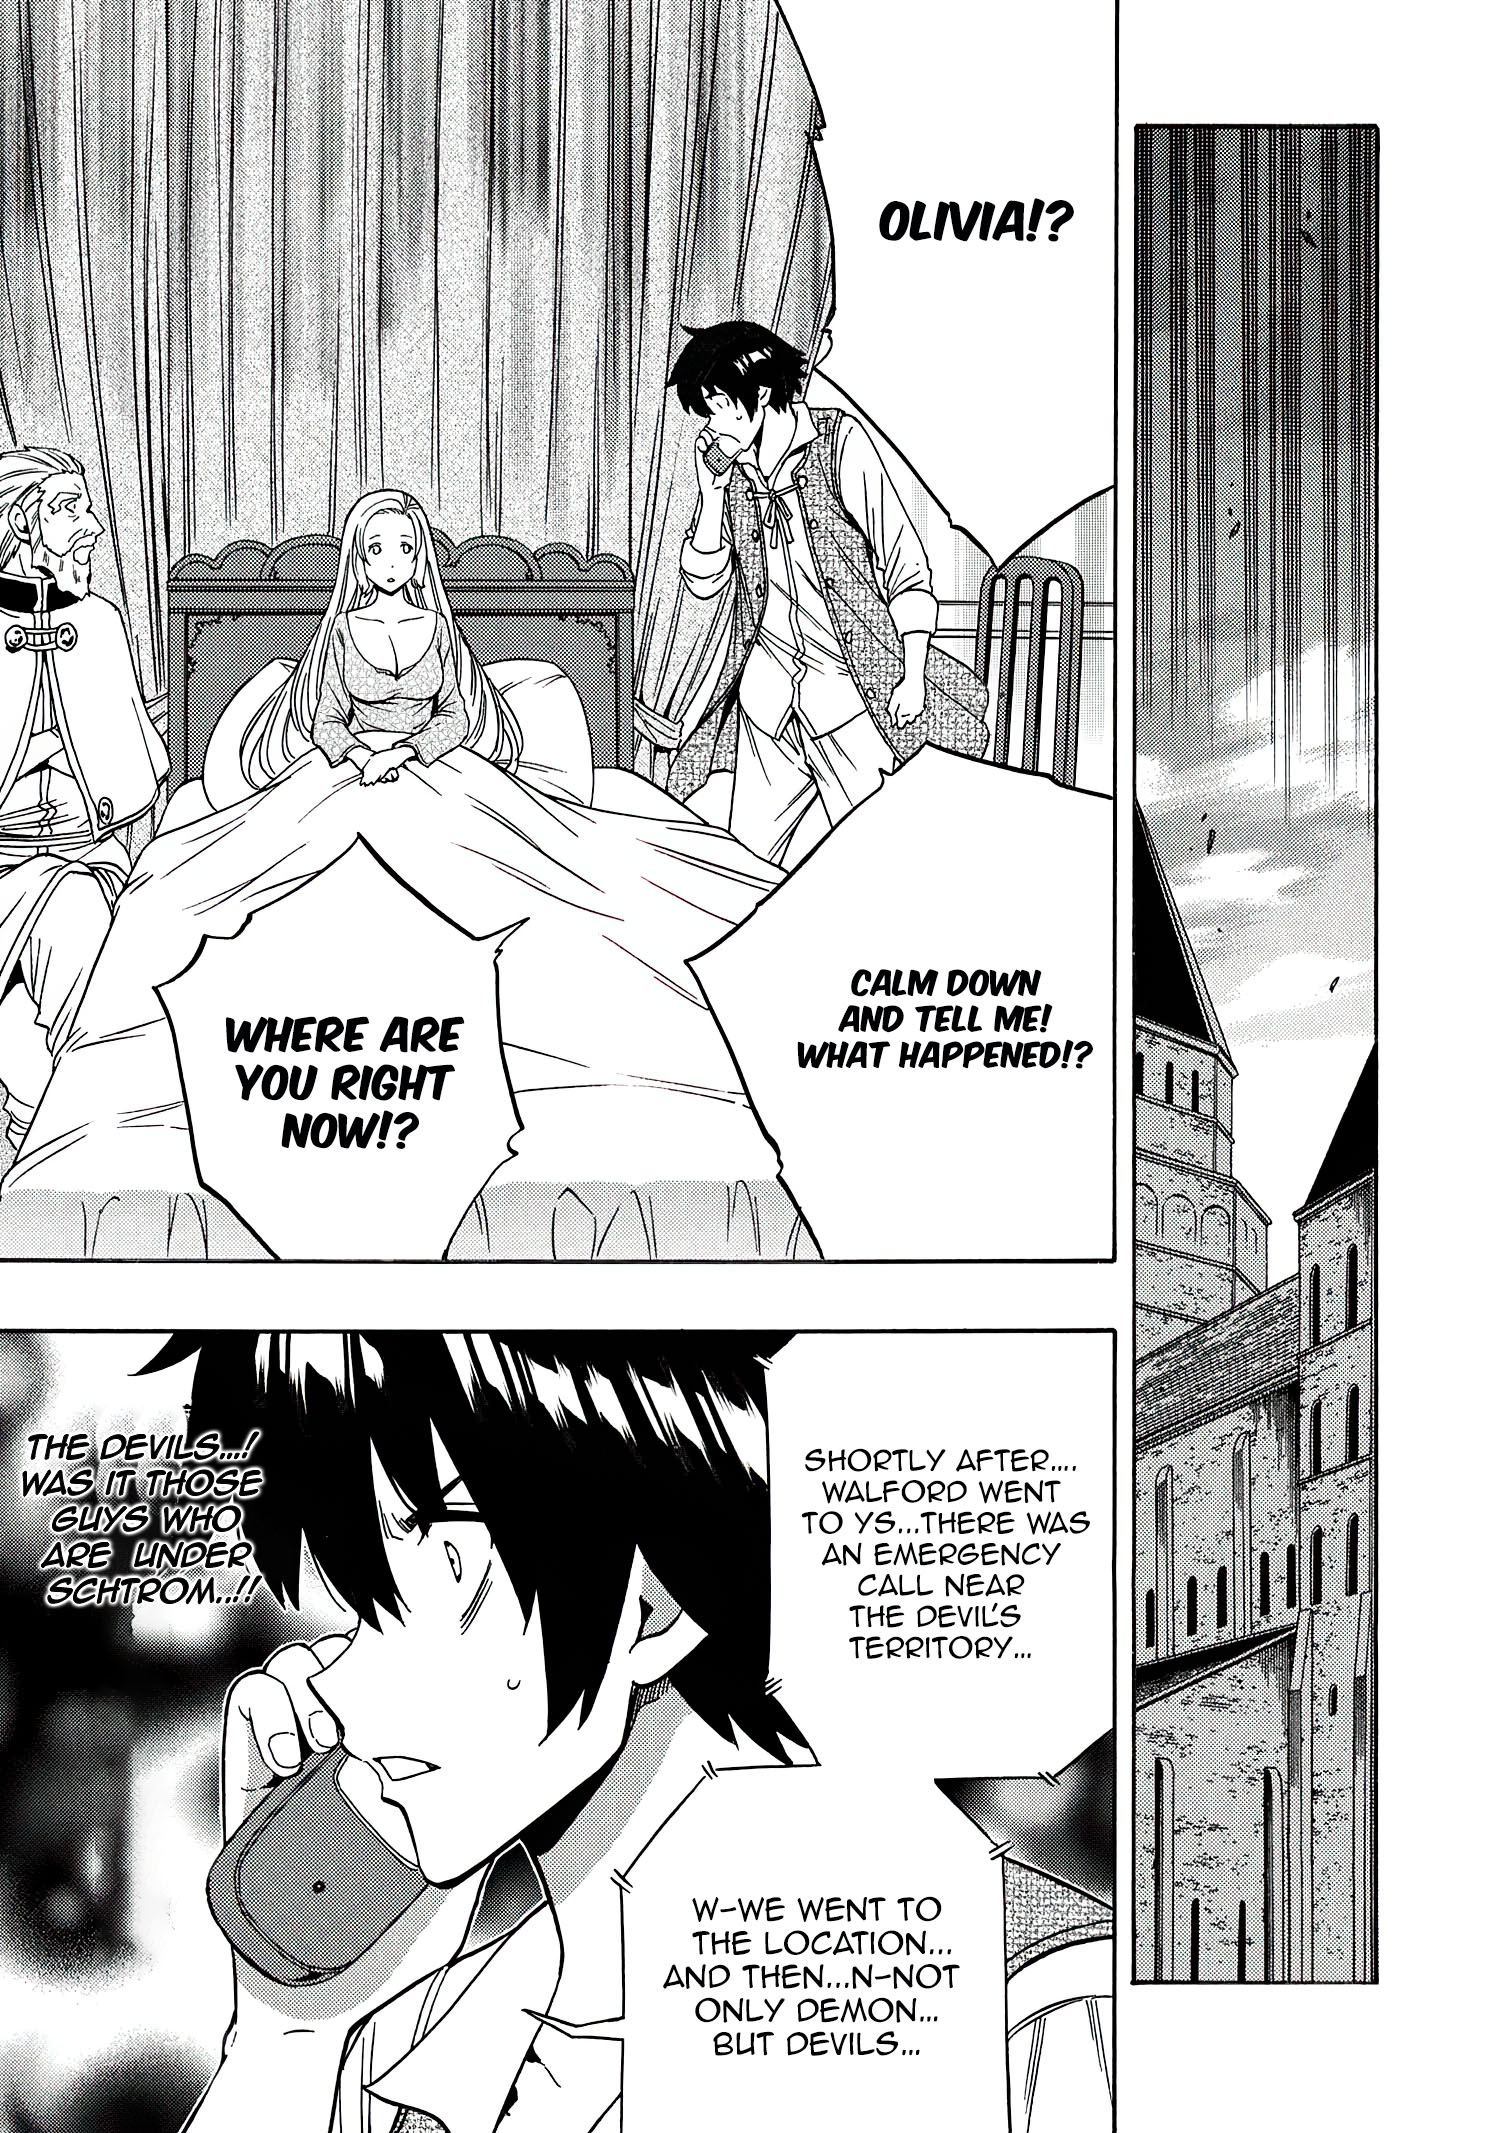 OLIVIA!?
CALM DOWN
AND TELL ME!
WHAT HAPPENED!?
WHERE ARE
YOU RIGHT
NOW!?
SHORTLY AFTER....
WALFORD WENT
TO YS...THERE WAS
AN EMERGENCY
CALL NEAR
THE DEVIL'S
TERRITORY...
W-WE WENT TO
THE LOCATION...
AND THEN...N-NOT
ONLY DEMON...
BUT DEVILS...
THE DEVILS...!
WAS IT THOSE
GUYS WHO
ARE UNDER
SCHTROM..!!